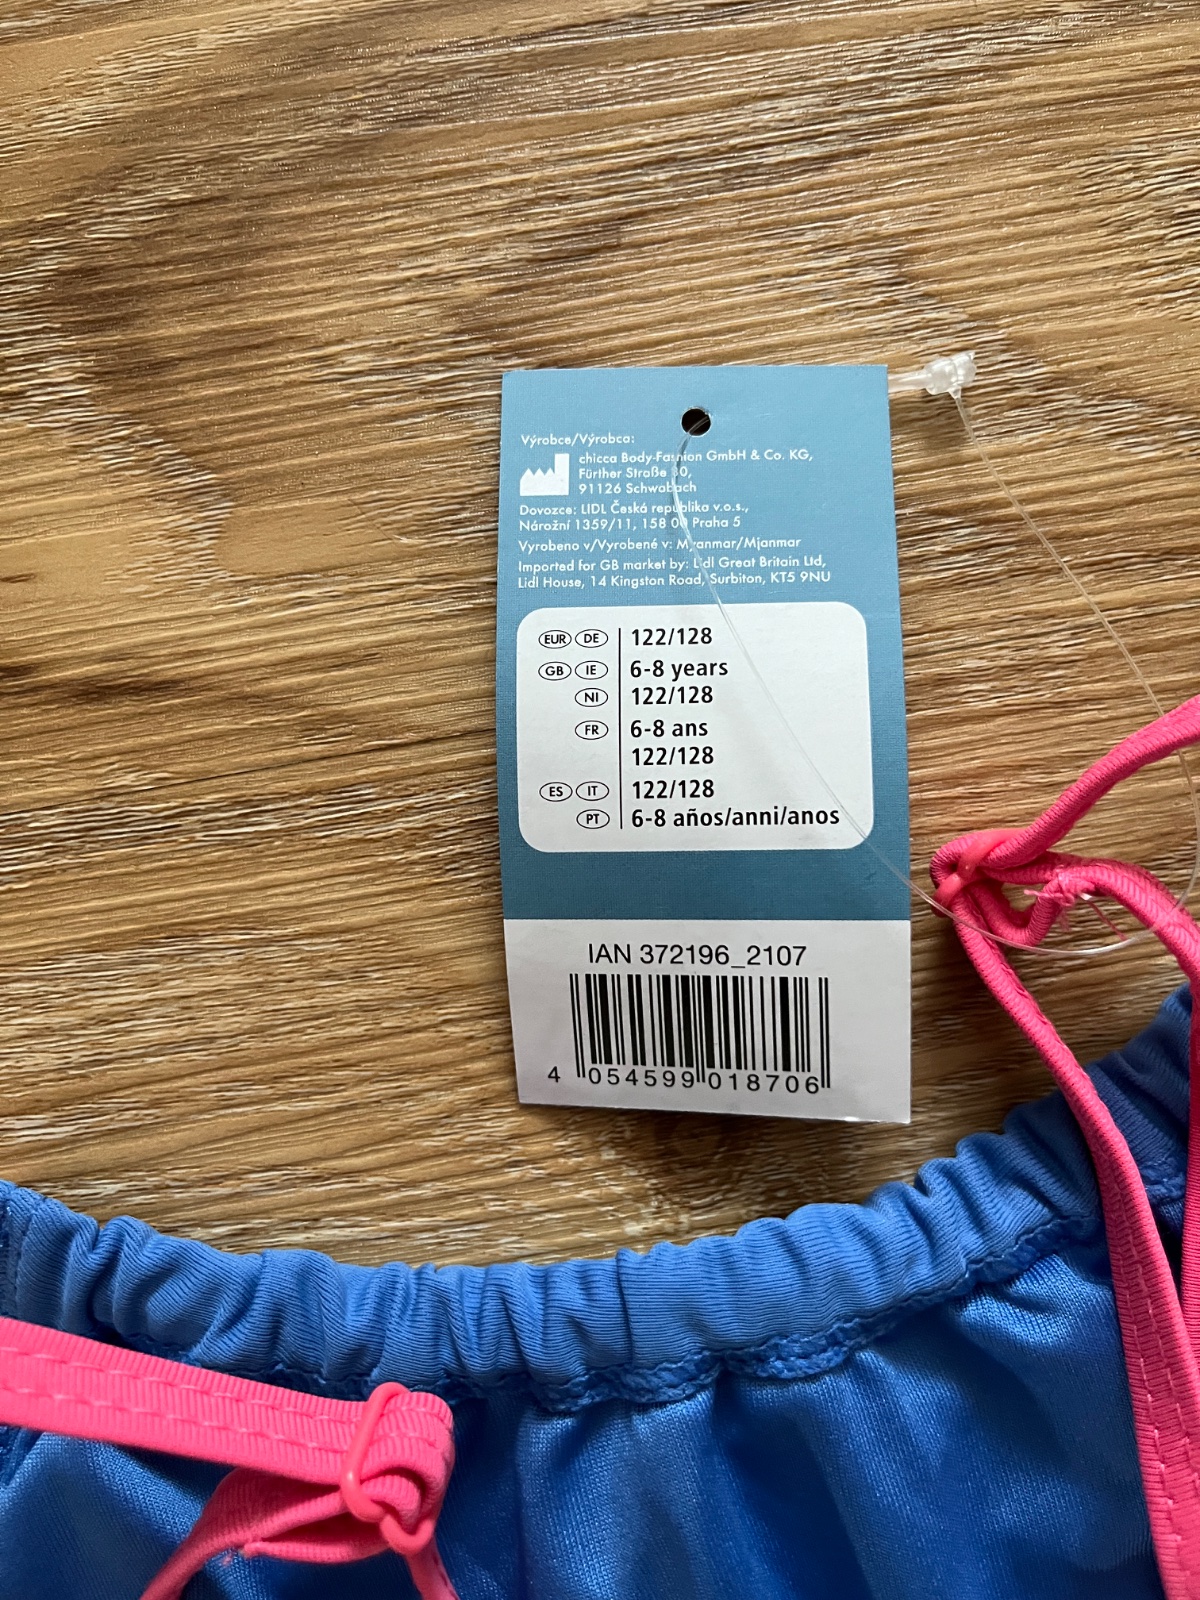 Výrobce/Výrobca:
chicca Body-Fashion GmbH & Co. KG,
Fürther Straße 30,
91126 Schwabach
Dovozce: LIDL Česká republika v.o.s.,
Nárožní 1359/11, 158 00 Praha 5
Vyrobeno v/Vyrobené v: Myanmar/Mjanmar
Imported for GB market by: Lidl Great Britain Ltd,
Lidl House, 14 Kingston Road, Surbiton, KT5 9NU
EUR DE 122/128
GB IE 6-8 years
NI 122/128
FR 6-8 ans
122/128
ES IT 122/128
PT 6-8 años/anni/anos
IAN 372196_2107
4 054599 018706